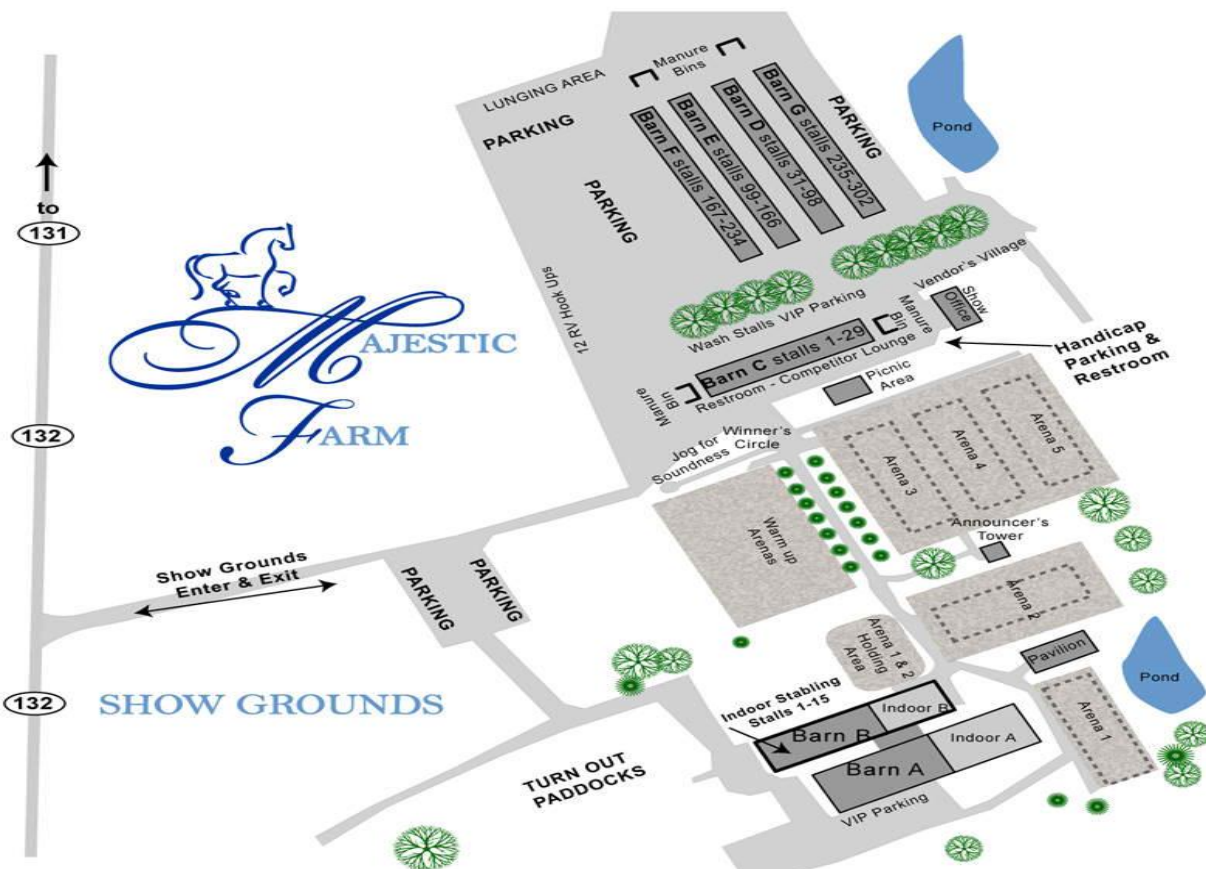 LUNGING AREA
Manure
Bins
PARKING
PARKING
PARKING
Barn F stalls 167-234
Barn E stalls 99-166
Barn D stalls 31-98
Barn G stalls 235-302
Pond
to
131
MAJESTIC
FARM
132
12 RV Hook Ups
Wash Stalls VIP Parking
Vendor's Village
Show
Office
Manure
Bin
Barn C stalls 1-29
Restroom - Competitor Lounge
Manure
Bin
Handicap
Parking &
Restroom
Picnic
Area
Winner's
Circle
Jog for
Soundness
Arena 3
Arena 4
Arena 5
Warm up
Arenas
Announcer's
Tower
Show Grounds
Enter & Exit
PARKING
PARKING
Arena 2
Arena 1 & 2
Holding
Area
Pavilion
Pond
132
SHOW GROUNDS
Indoor Stabling
Stalls 1-15
Barn B
Indoor B
Arena 1
Barn A
Indoor A
TURN OUT
PADDOCKS
VIP Parking